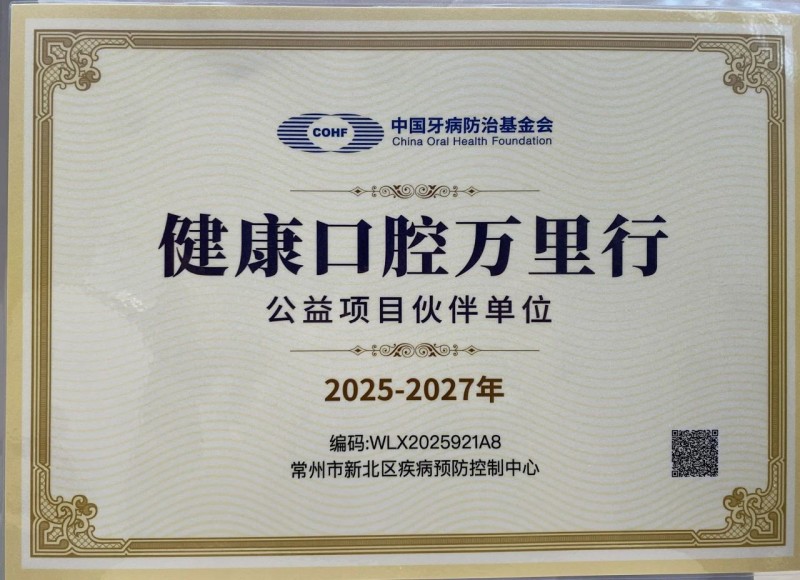 COHF
中国牙病防治基金会
China Oral Health Foundation
健康口腔万里行
公益项目伙伴单位
2025-2027年
编码:WLX2025921A8
常州市新北区疾病预防控制中心